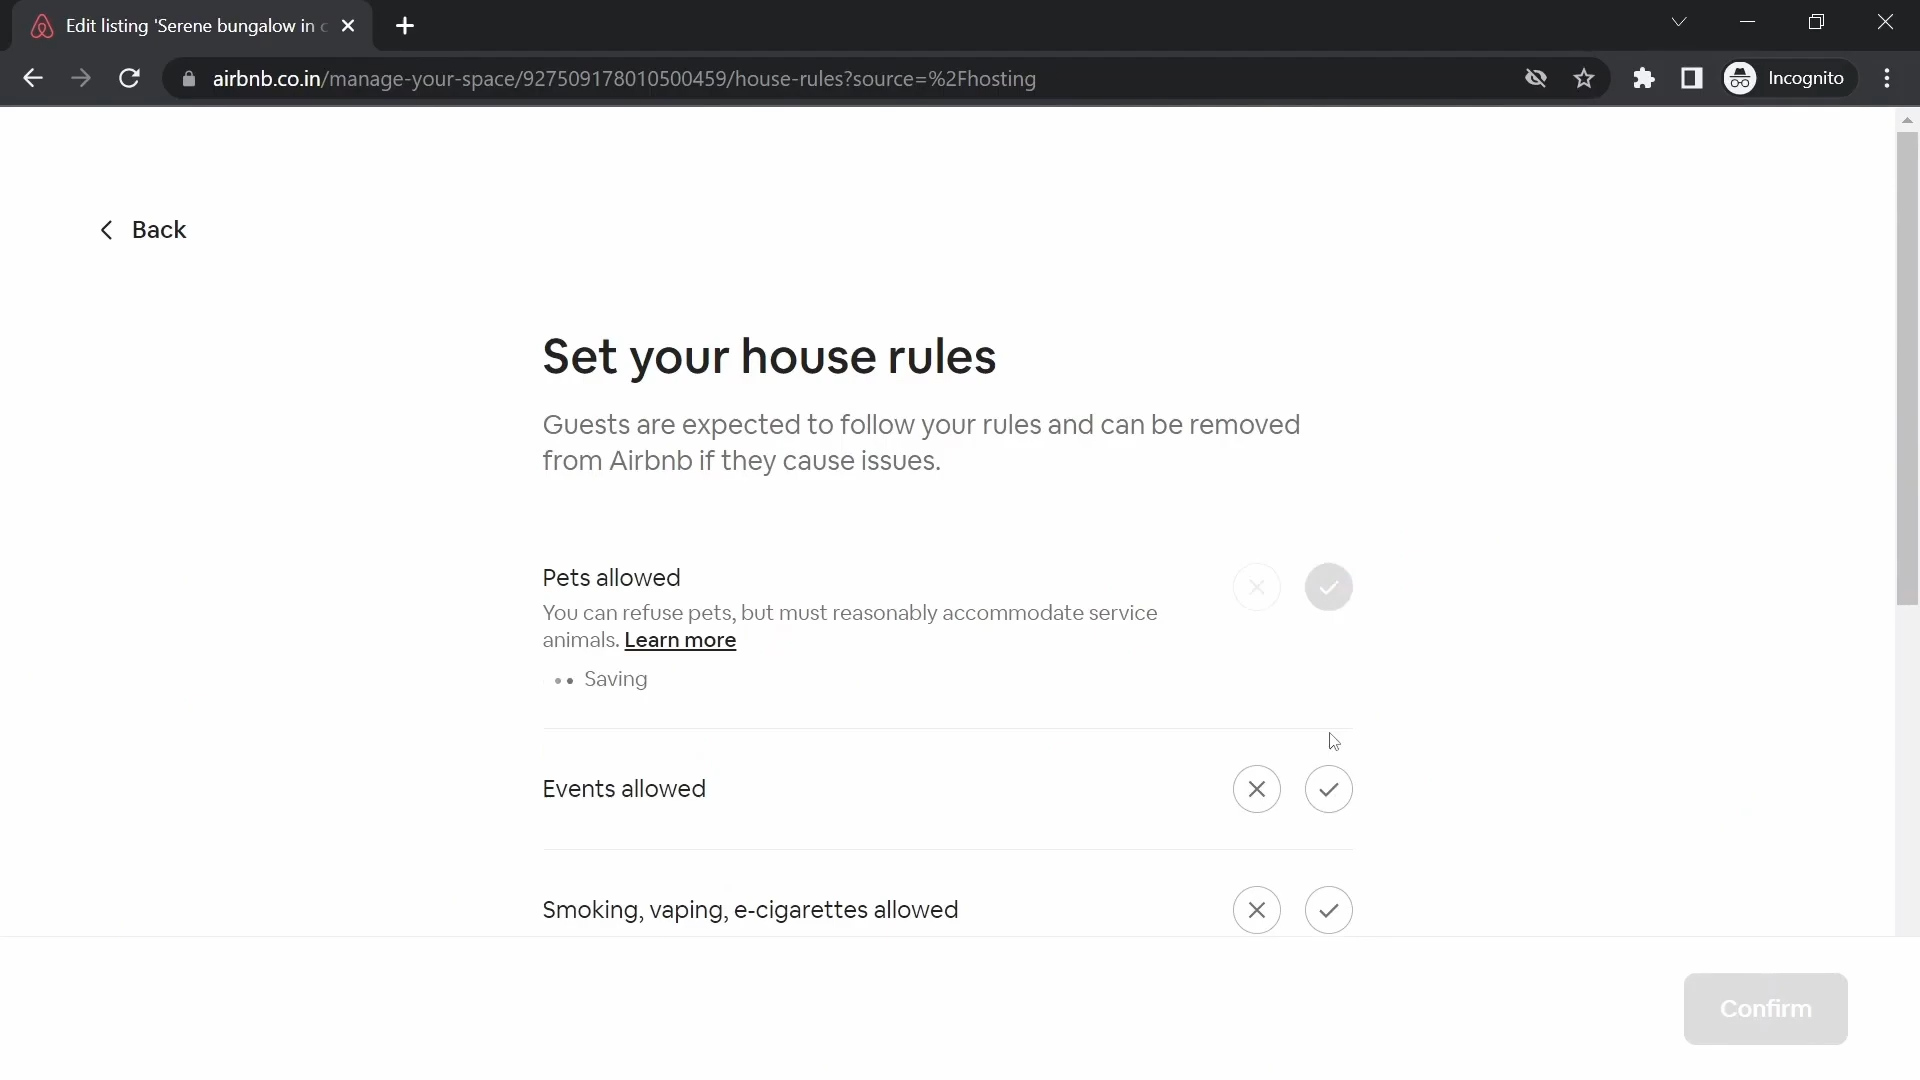 Edit listing 'Serene bungalow in
airbnb.co.in/manage-your-space/927509178010500459/house-rules?source=%2Fhosting
Incognito
Back
Set your house rules
Guests are expected to follow your rules and can be removed
from Airbnb if they cause issues.
Pets allowed
You can refuse pets, but must reasonably accommodate service
animals. Learn more
Saving
Events allowed
Smoking, vaping, e-cigarettes allowed
Confirm